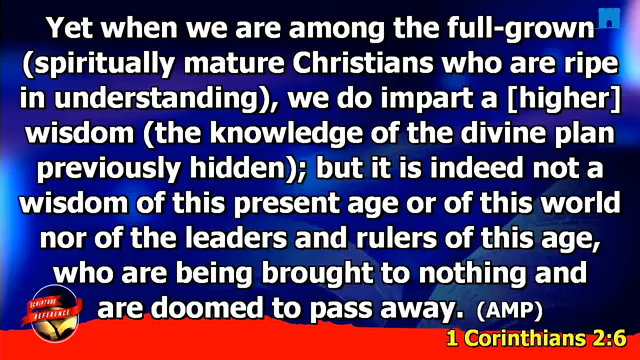 Yet when we are among the full-grown
(spiritually mature Christians who are ripe
in understanding), we do impart a [higher]
wisdom (the knowledge of the divine plan
previously hidden); but it is indeed not a
wisdom of this present age or of this world
nor of the leaders and rulers of this age,
who are being brought to nothing and
are doomed to pass away. (AMP)
SCRIPTURE
REFERENCE
1 Corinthians 2:6